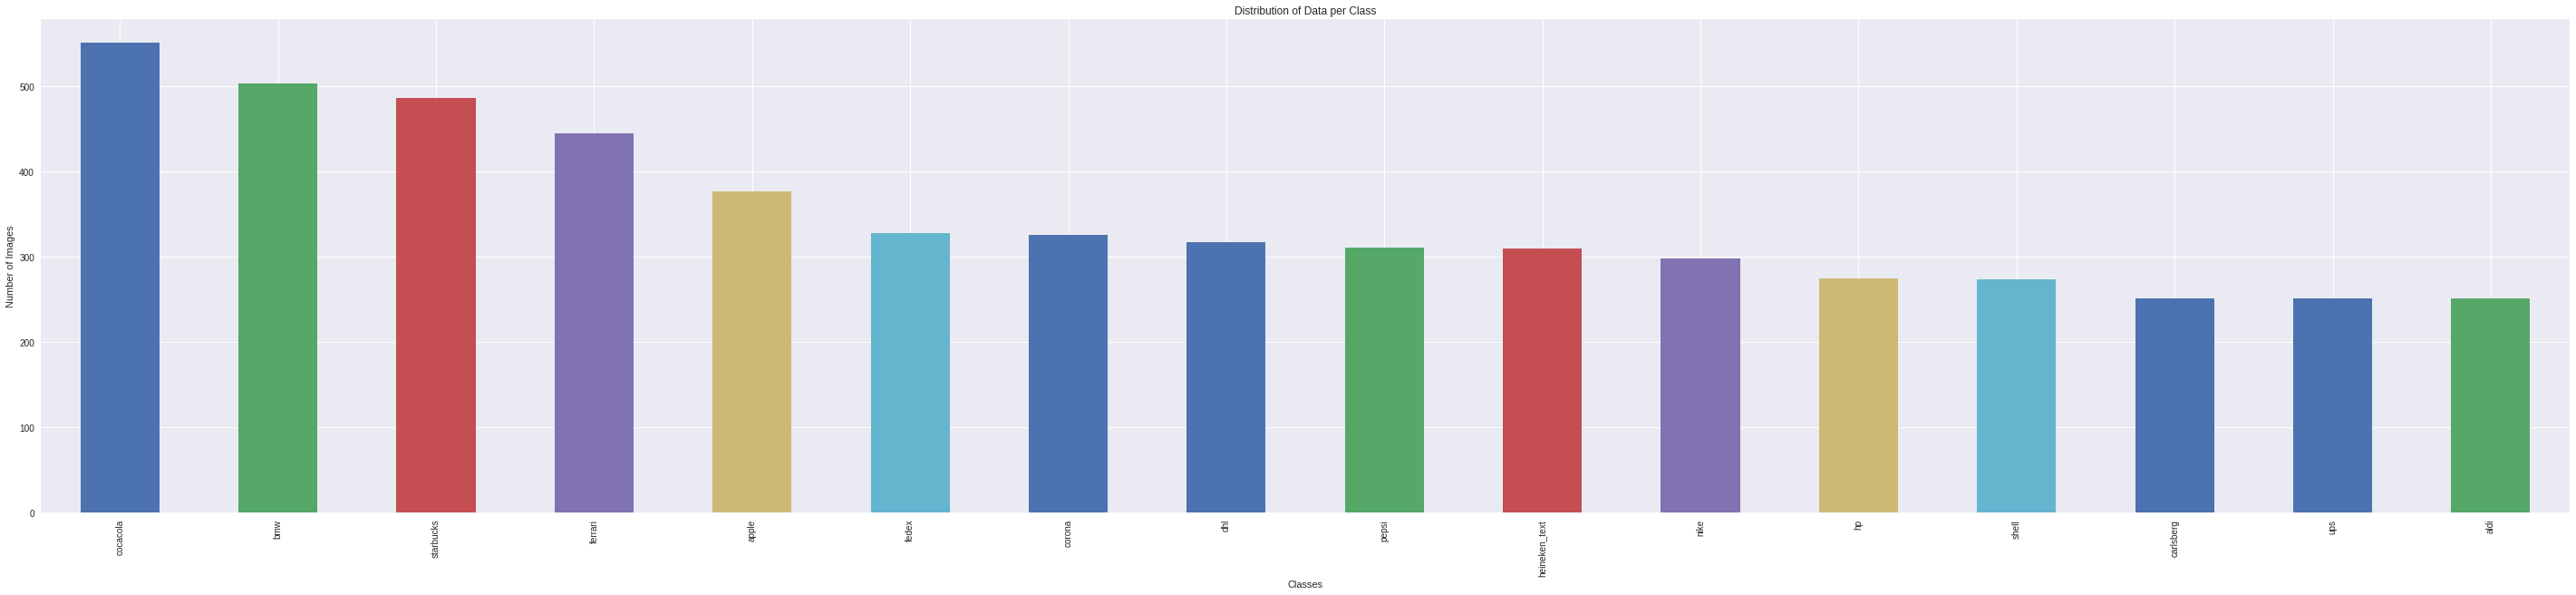 Distribution of Data per Class
Number of Images
500
400
300
200
100
0
cocacola
bmw
starbucks
ferrari
apple
fedex
corona
dhl
pepsi
heineken_text
nike
hp
shell
carlsberg
ups
aldi
Classes